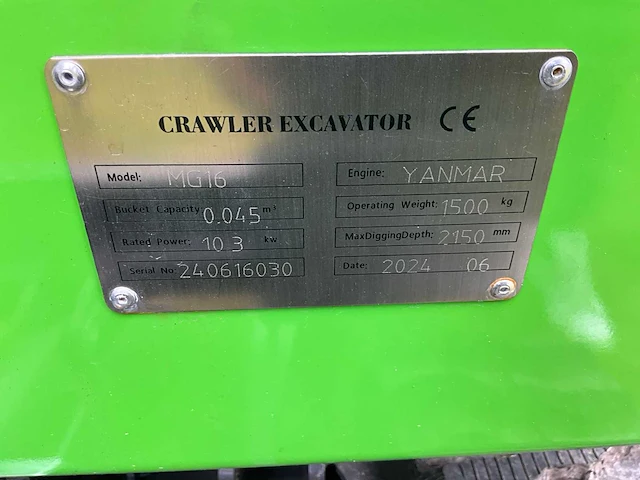 CRAWLER EXCAVATOR CE
Model: MG16
Engine: YANMAR
Bucket Capacity 0.045 m³
Operating Weight: 1500 kg
Rated Power: 10.3 kw
MaxDiggingDepth: 2150 mm
Serial No: 240616030
Date: 2024 06